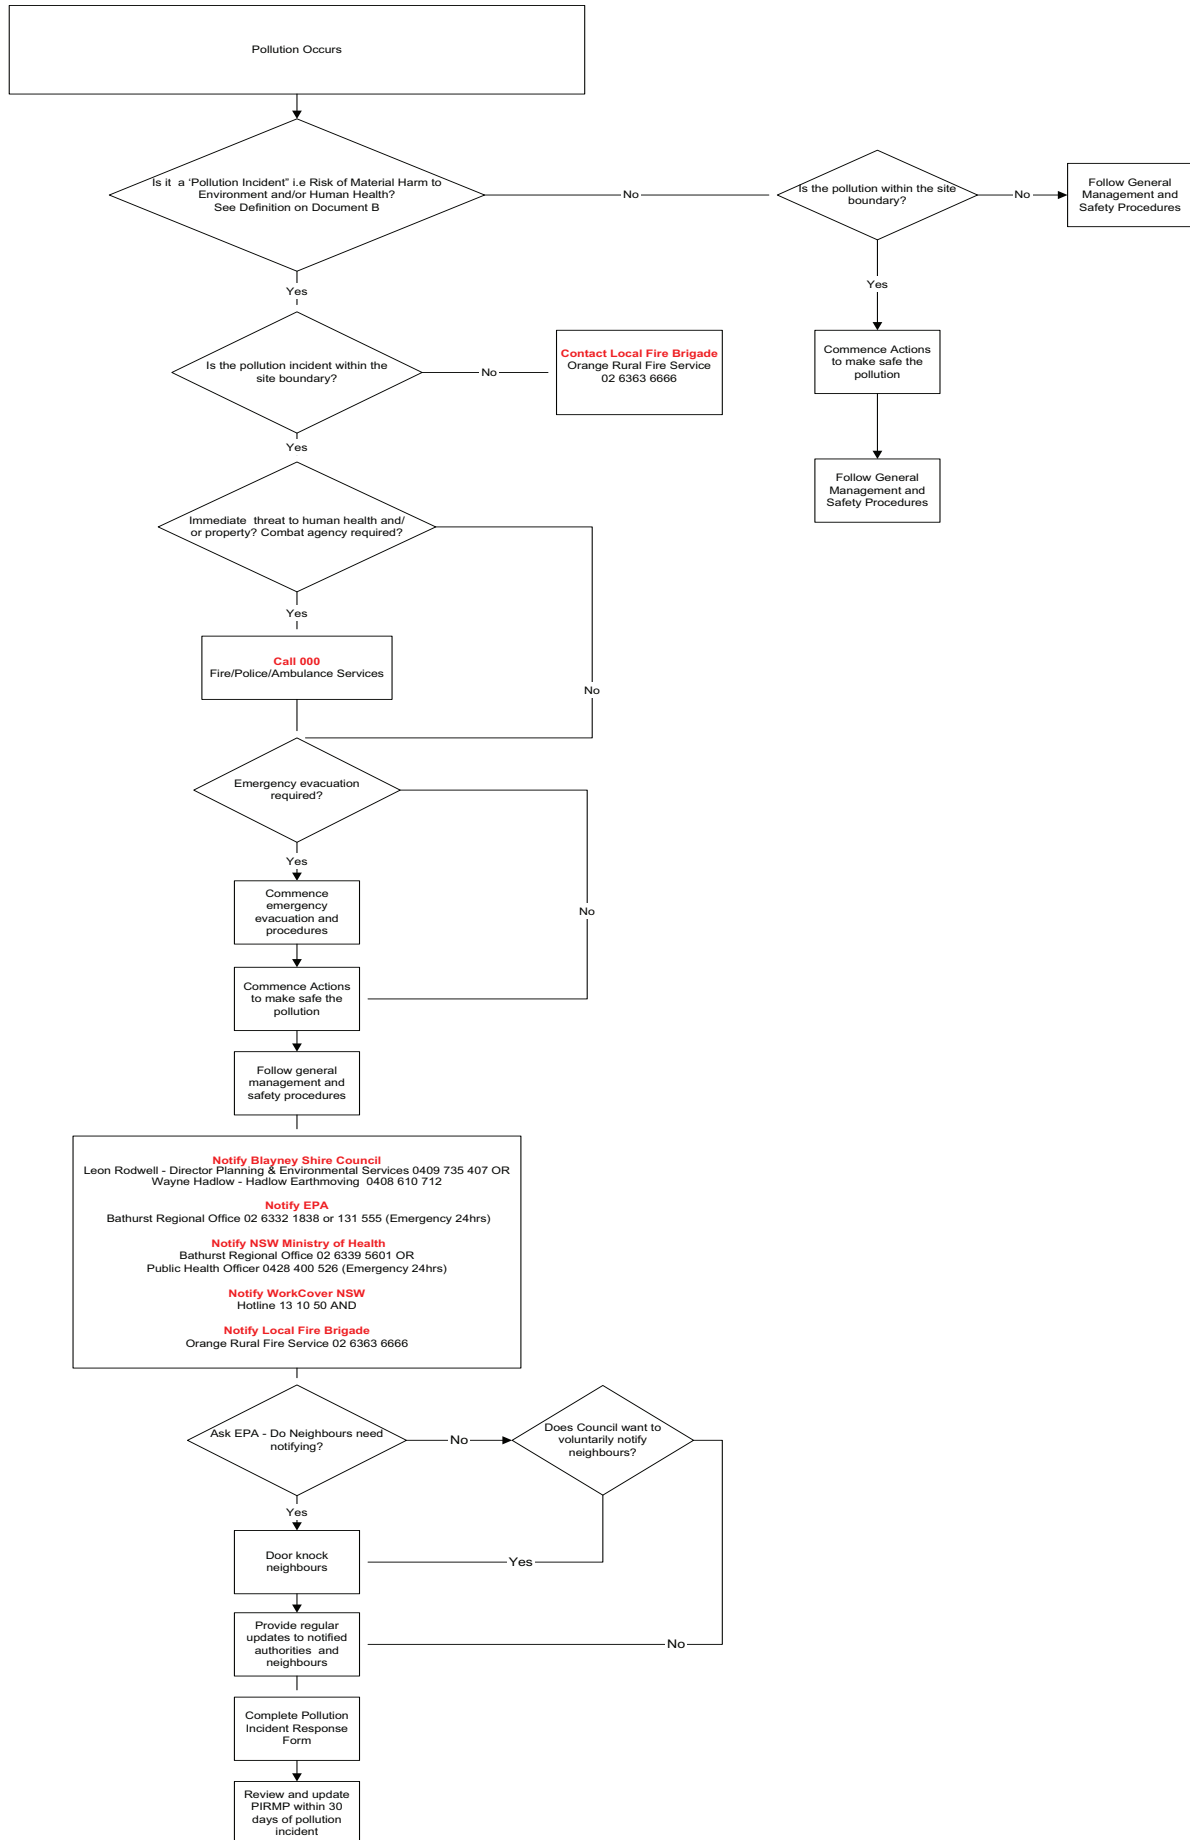 Pollution Occurs
Is it a 'Pollution Incident" i.e Risk of Material Harm to
Environment and/or Human Health?
See Definition on Document B
No
Is the pollution within the site
boundary?
No
Follow General
Management and
Safety Procedures
Yes
Yes
Is the pollution incident within the
site boundary?
No
Contact Local Fire Brigade
Orange Rural Fire Service
02 6363 6666
Commence Actions
to make safe the
pollution
Yes
Follow General
Management and
Safety Procedures
Immediate threat to human health and/
or property? Combat agency required?
Yes
Call 000
Fire/Police/Ambulance Services
No
Emergency evacuation
required?
Yes
Commence
emergency
evacuation and
procedures
No
Commence Actions
to make safe the
pollution
Follow general
management and
safety procedures
Notify Blayney Shire Council
Leon Rodwell - Director Planning & Environmental Services 0409 735 407 OR
Wayne Hadlow - Hadlow Earthmoving 0408 610 712
Notify EPA
Bathurst Regional Office 02 6332 1838 or 131 555 (Emergency 24hrs)
Notify NSW Ministry of Health
Bathurst Regional Office 02 6339 5601 OR
Public Health Officer 0428 400 526 (Emergency 24hrs)
Notify WorkCover NSW
Hotline 13 10 50 AND
Notify Local Fire Brigade
Orange Rural Fire Service 02 6363 6666
Ask EPA - Do Neighbours need
notifying?
No
Does Council want to
voluntarily notify
neighbours?
Yes
Door knock
neighbours
Yes
Provide regular
updates to notified
authorities and
neighbours
No
Complete Pollution
Incident Response
Form
Review and update
PIRMP within 30
days of pollution
incident